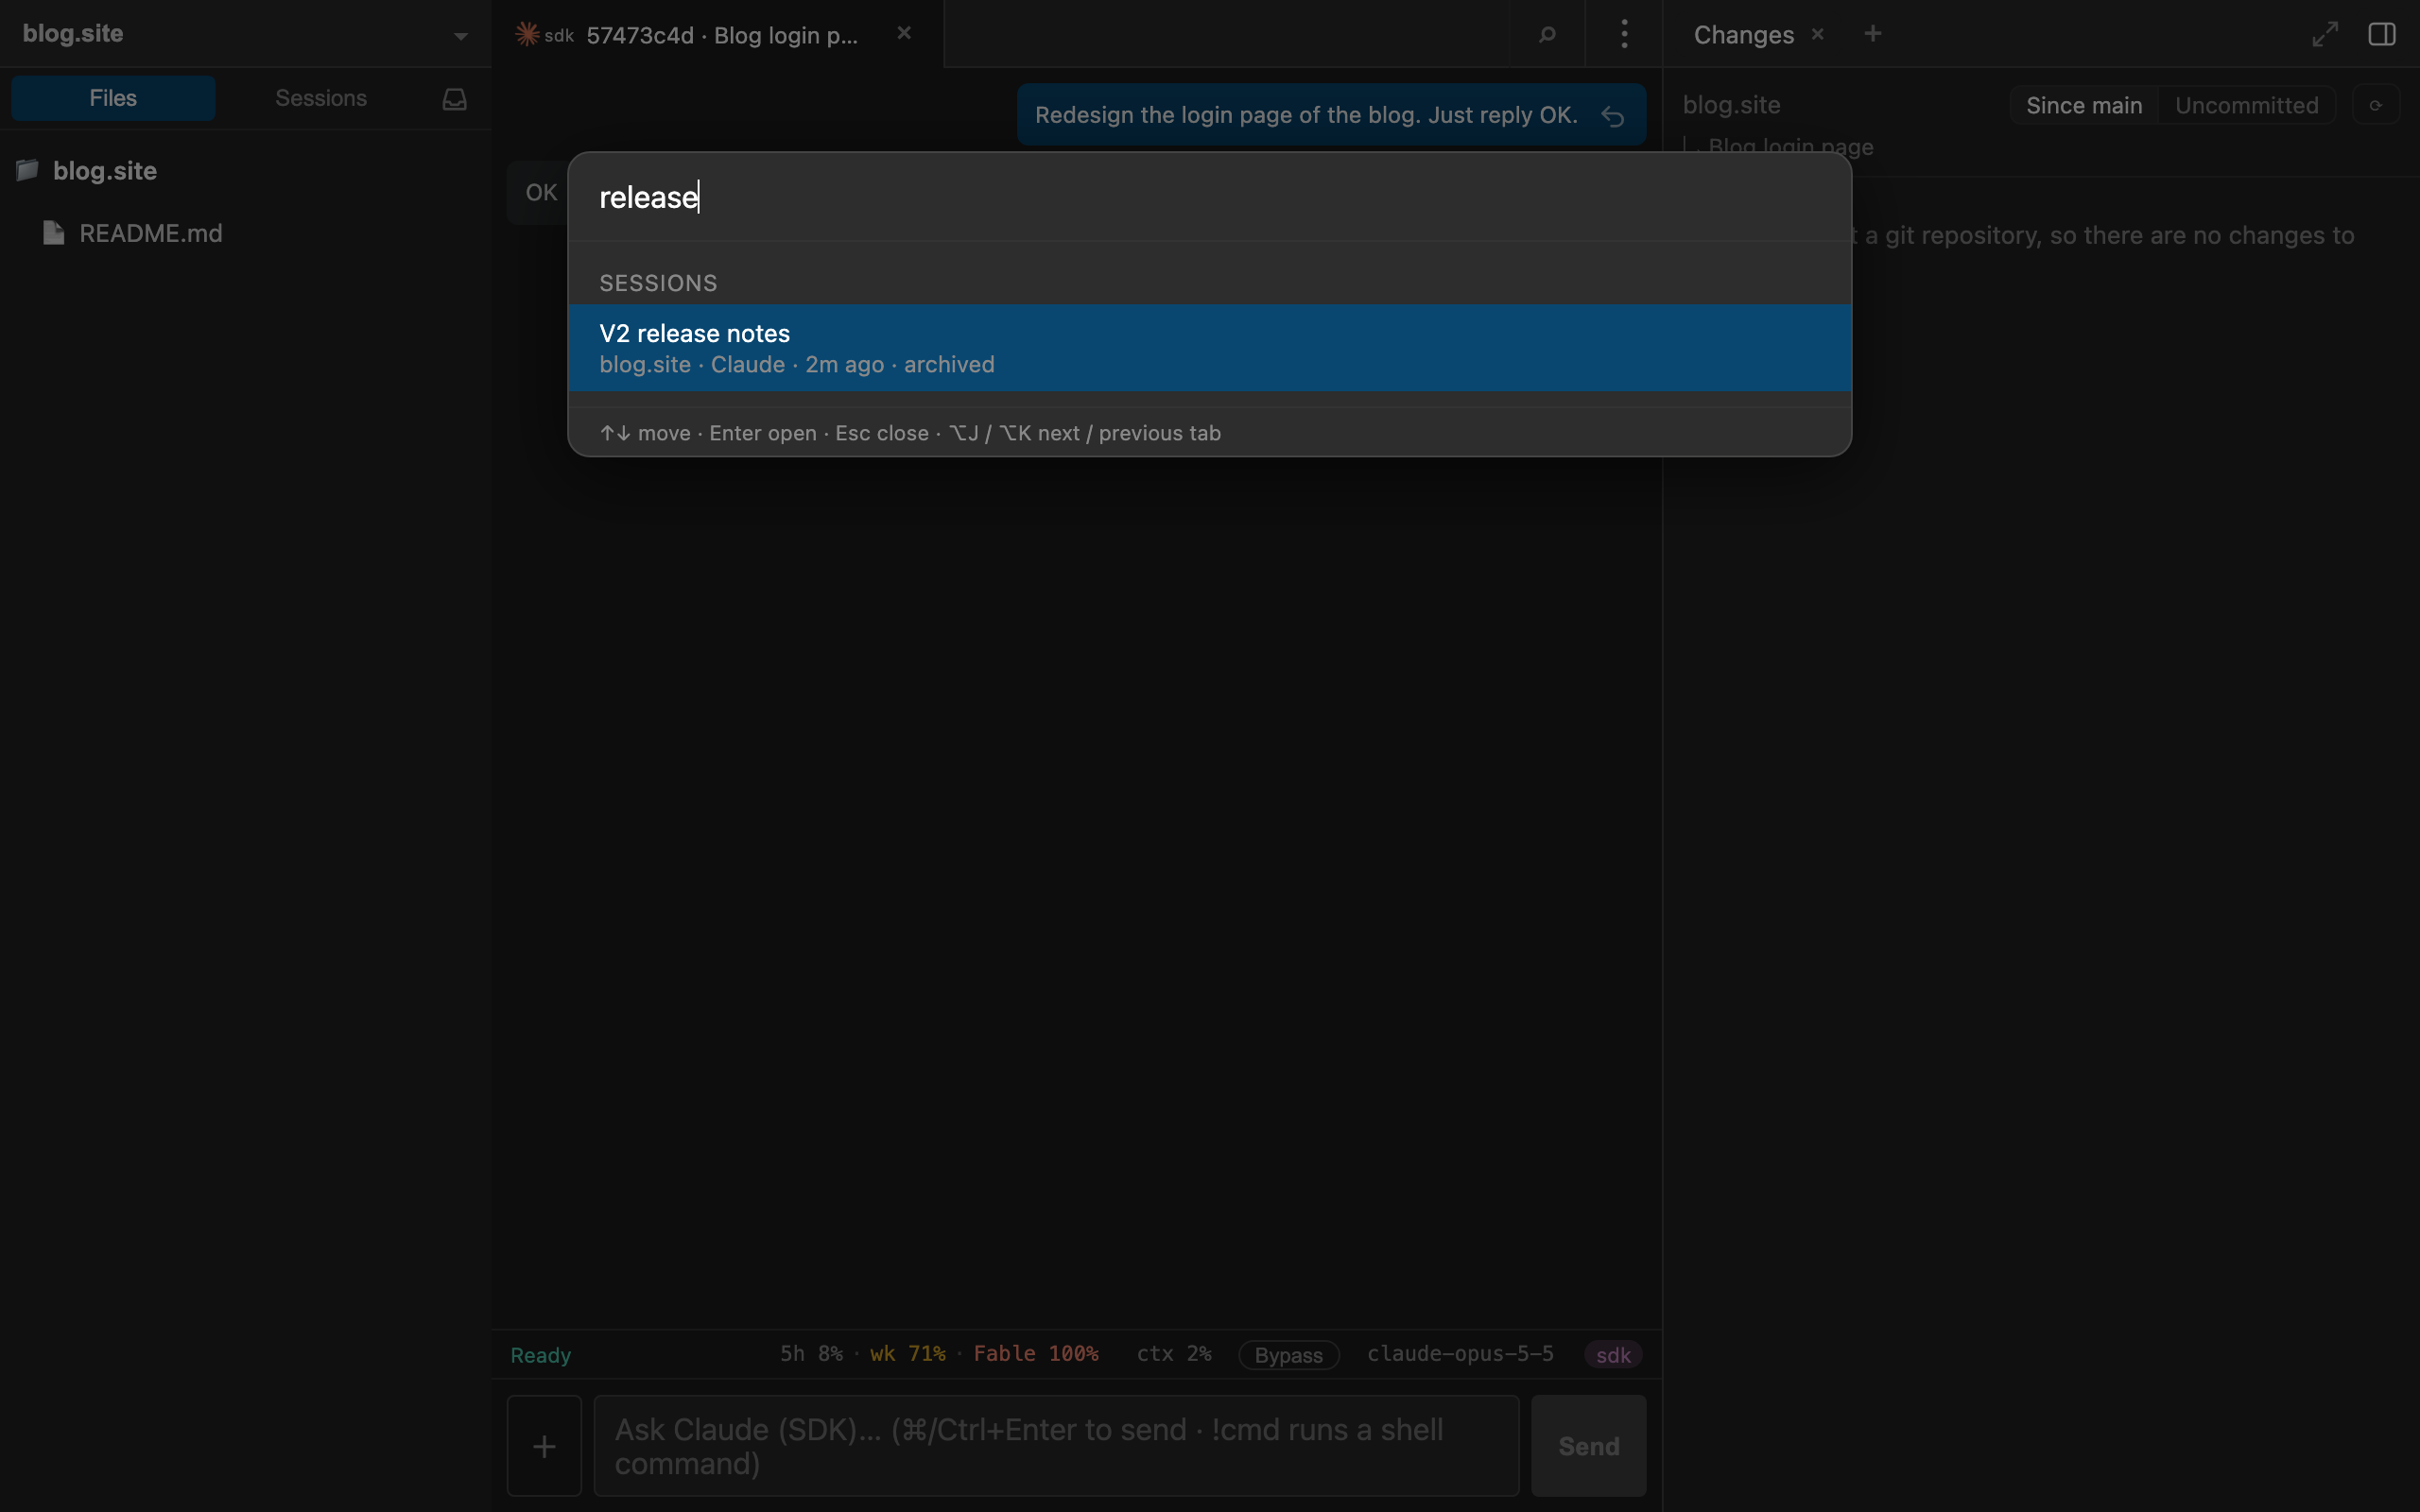 blog.site
sdk 57473c4d · Blog login p...
Changes
Files
Sessions
Redesign the login page of the blog. Just reply OK.
blog.site
Since main
Uncommitted
Blog login page
blog.site
OK
README.md
release
a git repository, so there are no changes to
SESSIONS
V2 release notes
blog.site · Claude · 2m ago · archived
↑↓ move · Enter open · Esc close · ⌥J / ⌥K next / previous tab
Ready
5h 8% · wk 71% · Fable 100%
ctx 2%
Bypass
claude-opus-5-5
sdk
Ask Claude (SDK)... (⌘/Ctrl+Enter to send · !cmd runs a shell
command)
Send